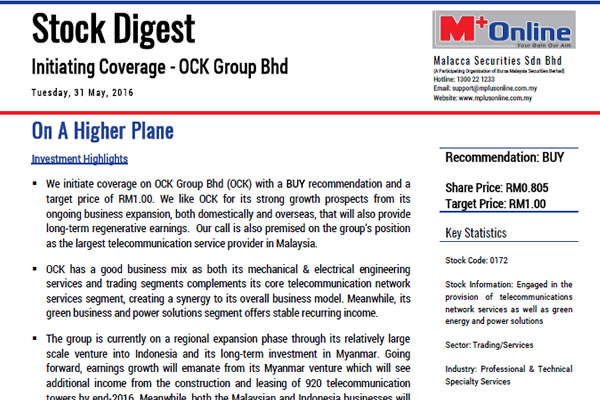 Stock Digest
Initiating Coverage - OCK Group Bhd
Tuesday, 31 May, 2016
M+Online
Your Gain Our Aim
Malacca Securities Sdn Bhd
(A Participating Organisation of Bursa Malaysia Securities Berhad)
Hotline: 1300 22 1233
Email: support@mplusonline.com.my
Website: www.mplusonline.com.my
On A Higher Plane
Investment Highlights
▪ We initiate coverage on OCK Group Bhd (OCK) with a BUY recommendation and a
target price of RM1.00. We like OCK for its strong growth prospects from its
ongoing business expansion, both domestically and overseas, that will also provide
long-term regenerative earnings. Our call is also premised on the group's position
as the largest telecommunication service provider in Malaysia.
▪ OCK has a good business mix as both its mechanical & electrical engineering
services and trading segments complements its core telecommunication network
services segment, creating a synergy to its overall business model. Meanwhile, its
green business and power solutions segment offers stable recurring income.
▪ The group is currently on a regional expansion phase through its relatively large
scale venture into Indonesia and its long-term investment in Myanmar. Going
forward, earnings growth will emanate from its Myanmar venture which will see
additional income from the construction and leasing of 920 telecommunication
towers by end-2016. Meanwhile, both the Malaysian and Indonesia businesses will
Recommendation: BUY
Share Price: RM0.805
Target Price: RM1.00
Key Statistics
Stock Code: 0172
Stock Information: Engaged in the
provision of telecommunications
network services as well as green
energy and power solutions
Sector: Trading/Services
Industry: Professional & Technical
Specialty Services